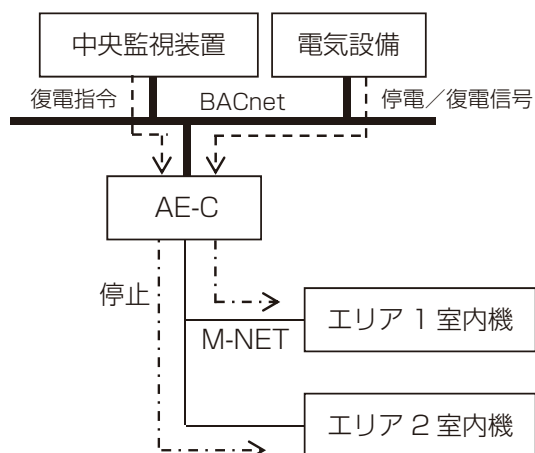 中央監視装置
電気設備
復電指令
BACnet
停電／復電信号
AE-C
停止
エリア 1 室内機
M-NET
エリア 2 室内機